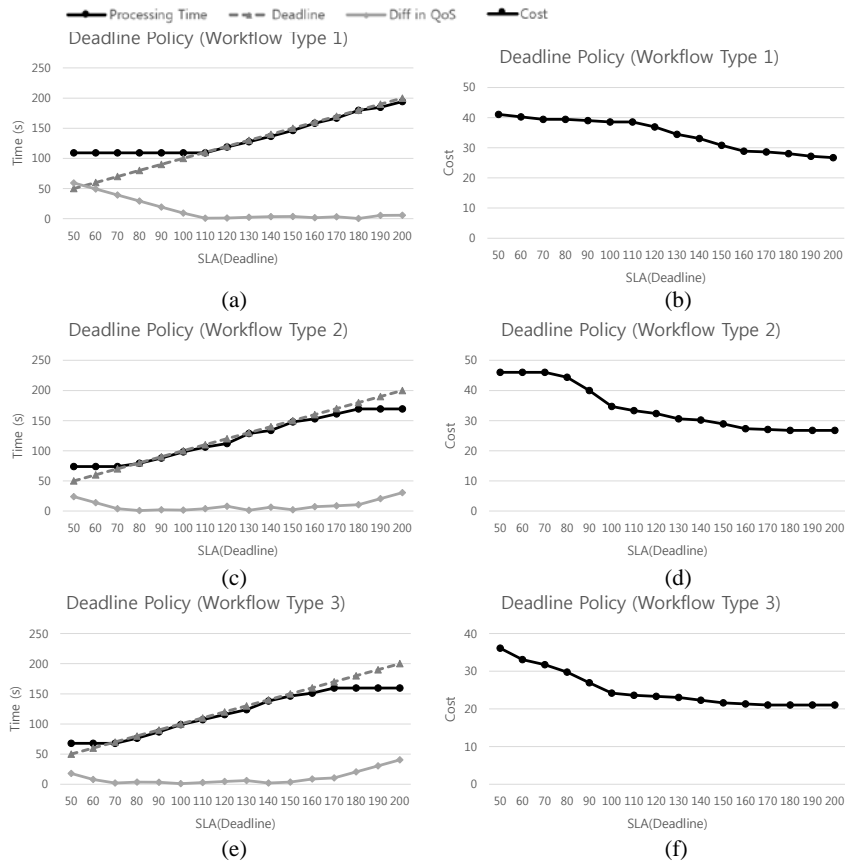 Processing Time Deadline Diff in QoS Cost
Deadline Policy (Workflow Type 1)
250
200
150
100
50
0
Time (s)
50 60 70 80 90 100 110 120 130 140 150 160 170 180 190 200
SLA(Deadline)
(a)
Deadline Policy (Workflow Type 1)
50
40
30
20
10
0
Cost
50 60 70 80 90 100 110 120 130 140 150 160 170 180 190 200
SLA(Deadline)
(b)
Deadline Policy (Workflow Type 2)
250
200
150
100
50
0
Time (s)
50 60 70 80 90 100 110 120 130 140 150 160 170 180 190 200
SLA(Deadline)
(c)
Deadline Policy (Workflow Type 2)
50
40
30
20
10
0
Cost
50 60 70 80 90 100 110 120 130 140 150 160 170 180 190 200
SLA(Deadline)
(d)
Deadline Policy (Workflow Type 3)
250
200
150
100
50
0
Time (s)
50 60 70 80 90 100 110 120 130 140 150 160 170 180 190 200
SLA(Deadline)
(e)
Deadline Policy (Workflow Type 3)
40
30
20
10
0
Cost
50 60 70 80 90 100 110 120 130 140 150 160 170 180 190 200
SLA(Deadline)
(f)